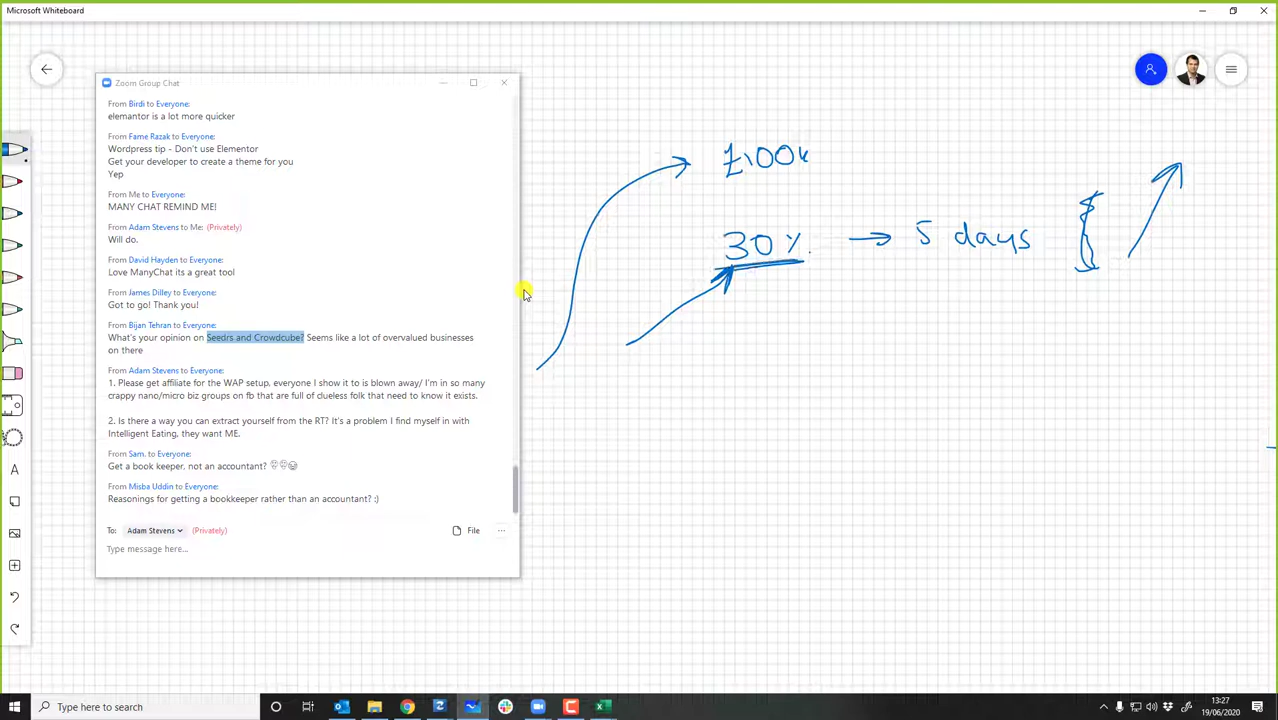 Microsoft Whiteboard
Zoom Group Chat
From Birdi to Everyone:
elemantor is a lot more quicker
From Fame Razak to Everyone:
Wordpress tip - Don't use Elementor
Get your developer to create a theme for you
Yep
From Me to Everyone:
MANY CHAT REMIND ME!
From Adam Stevens to Me: (Privately)
Will do.
From David Hayden to Everyone:
Love ManyChat its a great tool
From James Dilley to Everyone:
Got to go! Thank you!
From Bijan Tehran to Everyone:
What's your opinion on Seedrs and Crowdcube? Seems like a lot of overvalued businesses
on there
From Adam Stevens to Everyone:
1. Please get affiliate for the WAP setup, everyone I show it to is blown away/ I'm in so many
crappy nano/micro biz groups on fb that are full of clueless folk that need to know it exists.
2. Is there a way you can extract yourself from the RT? It's a problem I find myself in with
Intelligent Eating, they want ME.
From Sam. to Everyone:
Get a book keeper, not an accountant?
From Misba Uddin to Everyone:
Reasonings for getting a bookkeeper rather than an accountant? :)
To: Adam Stevens (Privately)
File
Type message here...
£100k
30% → 5 days
A
Type here to search
13:27
19/06/2020